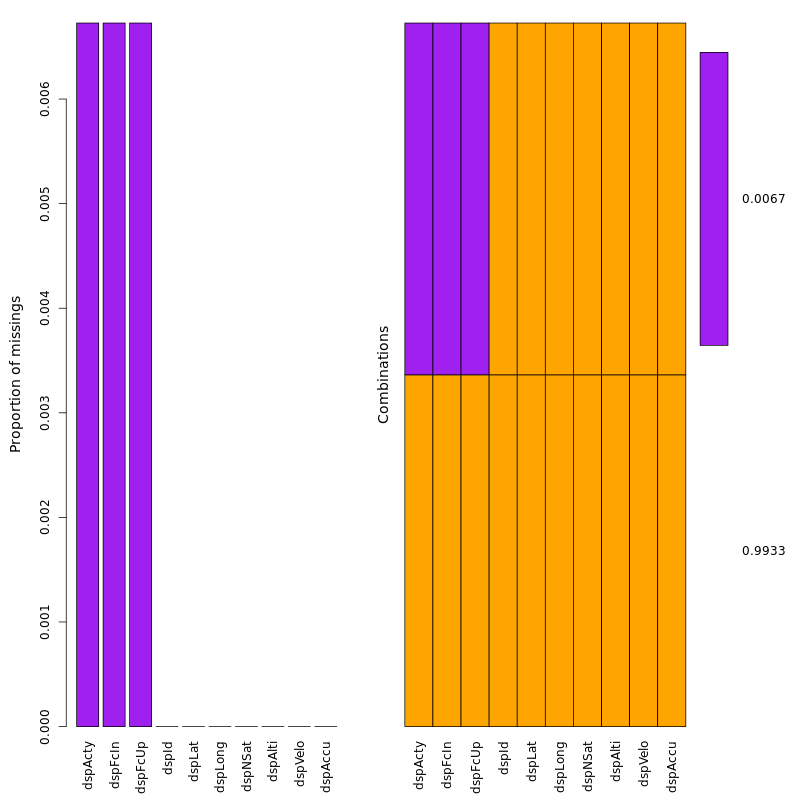 Proportion of missings
0.006
0.005
0.004
0.003
0.002
0.001
0.000
dspActy
dspFcIn
dspFcUp
dspId
dspLat
dspLong
dspNSat
dspAlti
dspVelo
dspAccu
Combinations
dspActy
dspFcIn
dspFcUp
dspId
dspLat
dspLong
dspNSat
dspAlti
dspVelo
dspAccu
0.0067
0.9933